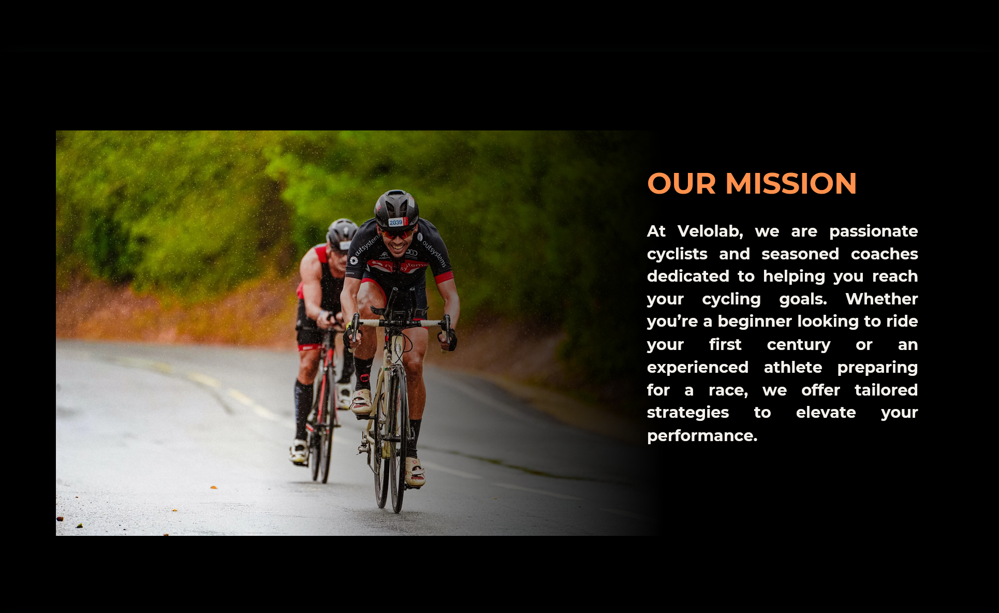 OUR MISSION
At Velolab, we are passionate
cyclists and seasoned coaches
dedicated to helping you reach
your cycling goals. Whether
you’re a beginner looking to ride
your first century or an
experienced athlete preparing
for a race, we offer tailored
strategies to elevate your
performance.
2039
outsystems
outsystems
outsystems